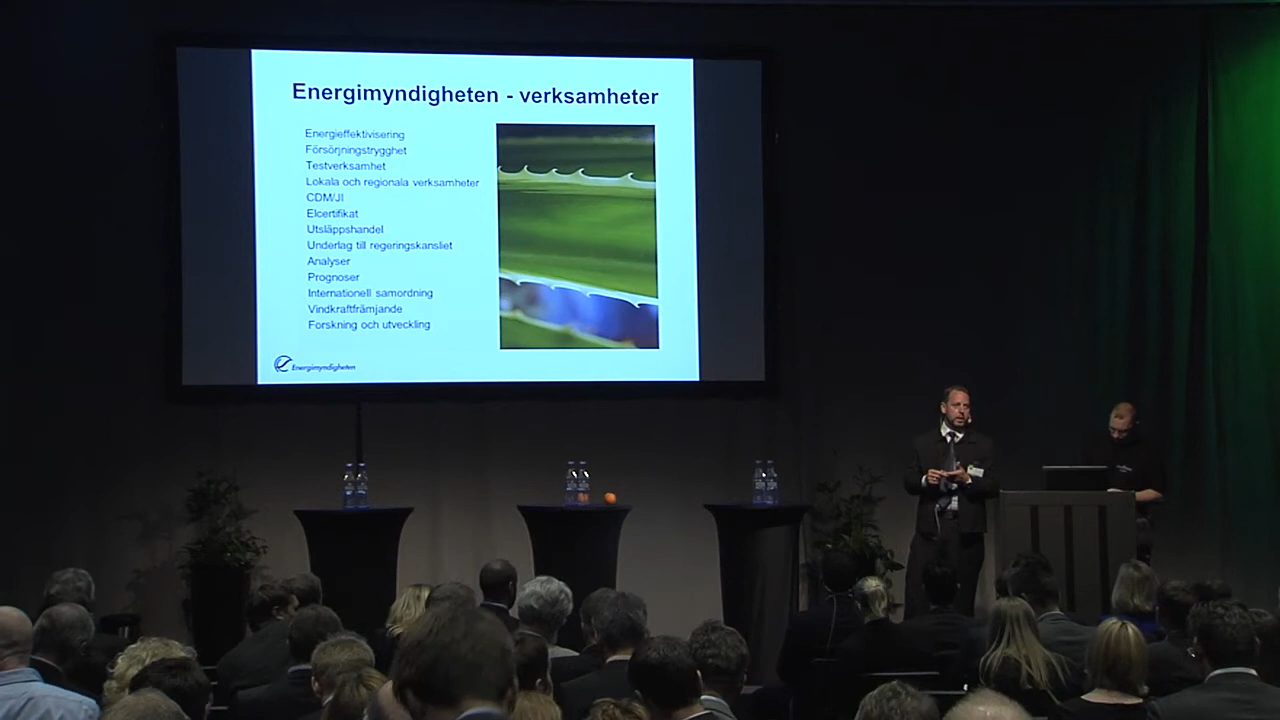 Energimyndigheten - verksamheter
Energieffektivisering
Försörjningstrygghet
Testverksamhet
Lokala och regionala verksamheter
CDM/JI
Elcertifikat
Utsläppshandel
Underlag till regeringskansliet
Analyser
Prognoser
Internationell samordning
Vindkraftfrämjande
Forskning och utveckling
Energimyndigheten